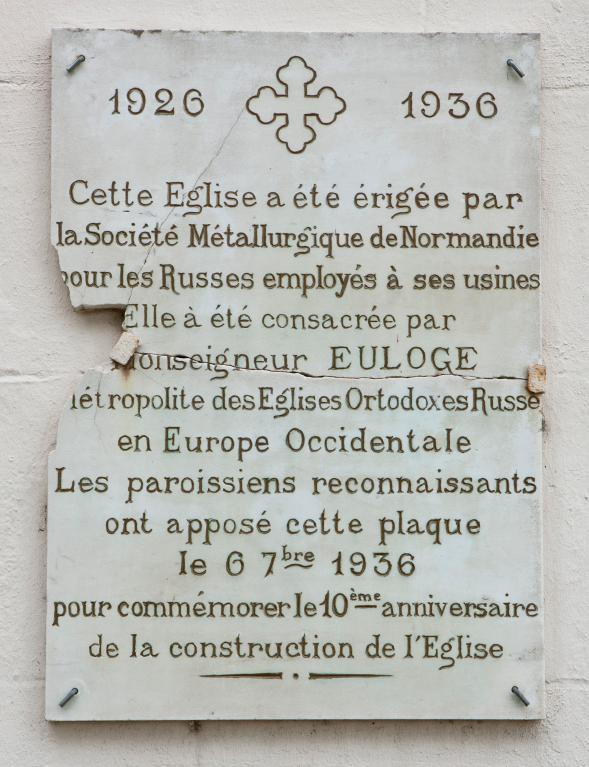 1926 1936
Cette Eglise a été érigée par
la Société Métallurgique de Normandie
pour les Russes employés à ses usines
Elle à été consacrée par
Monseigneur EULOGE
Métropolite des Eglises Ortodoxes Russe
en Europe Occidentale
Les paroissiens reconnaissants
ont apposé cette plaque
le 6 7bre 1936
pour commémorer le 10ème anniversaire
de la construction de l'Eglise